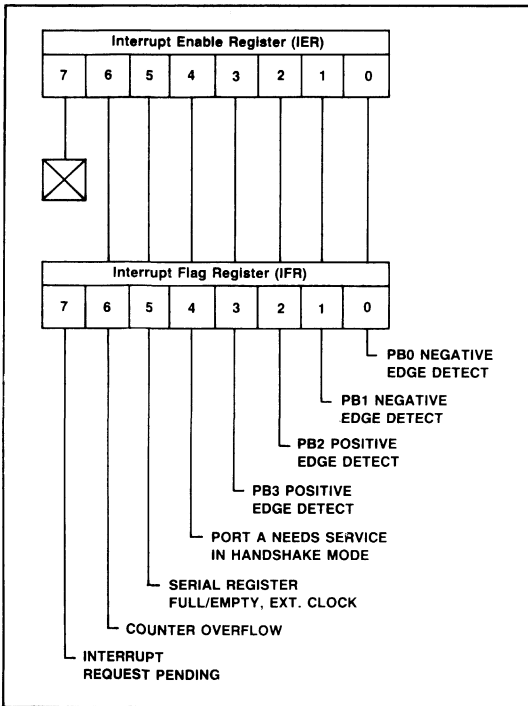 Interrupt Enable Register (IER)
7 6 5 4 3 2 1 0
Interrupt Flag Register (IFR)
7 6 5 4 3 2 1 0
PB0 NEGATIVE
EDGE DETECT
PB1 NEGATIVE
EDGE DETECT
PB2 POSITIVE
EDGE DETECT
PB3 POSITIVE
EDGE DETECT
PORT A NEEDS SERVICE
IN HANDSHAKE MODE
SERIAL REGISTER
FULL/EMPTY, EXT. CLOCK
COUNTER OVERFLOW
INTERRUPT
REQUEST PENDING